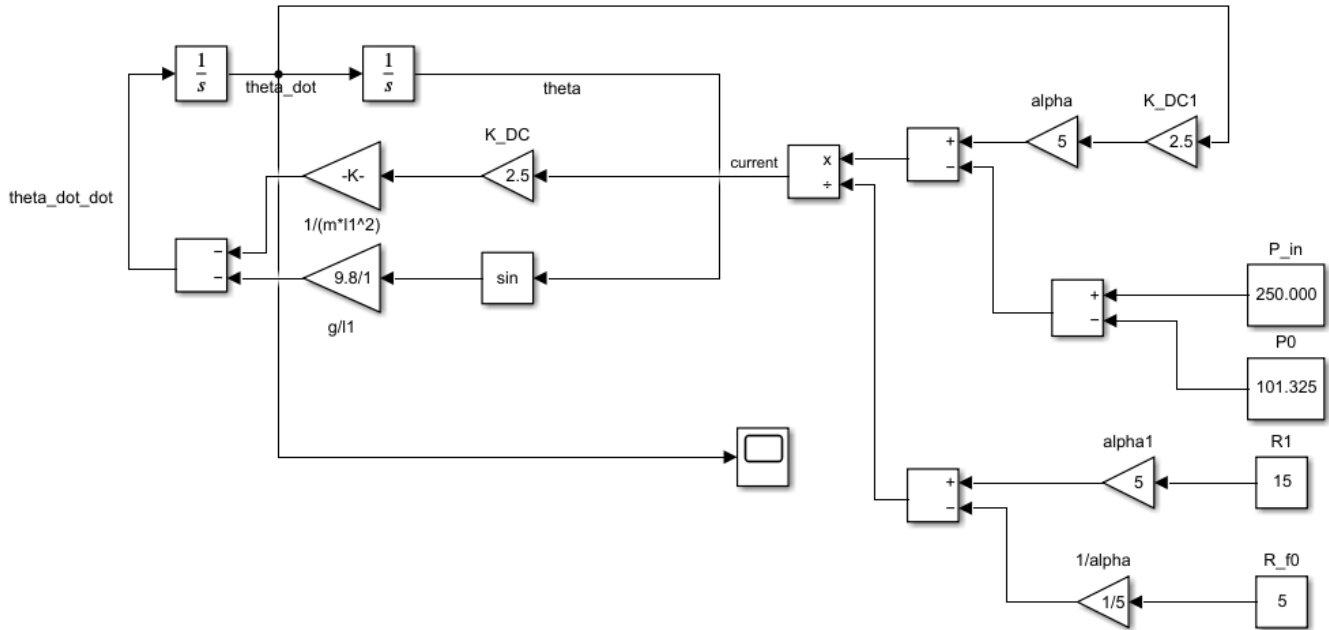 1
s
theta_dot
1
s
theta
alpha
5
K_DC1
2.5
+
−
K_DC
2.5
-K-
1/(m*l1^2)
current
x
÷
theta_dot_dot
−
−
9.8/1
g/l1
sin
P_in
250.000
+
−
P0
101.325
alpha1
5
R1
15
+
−
1/alpha
1/5
R_f0
5